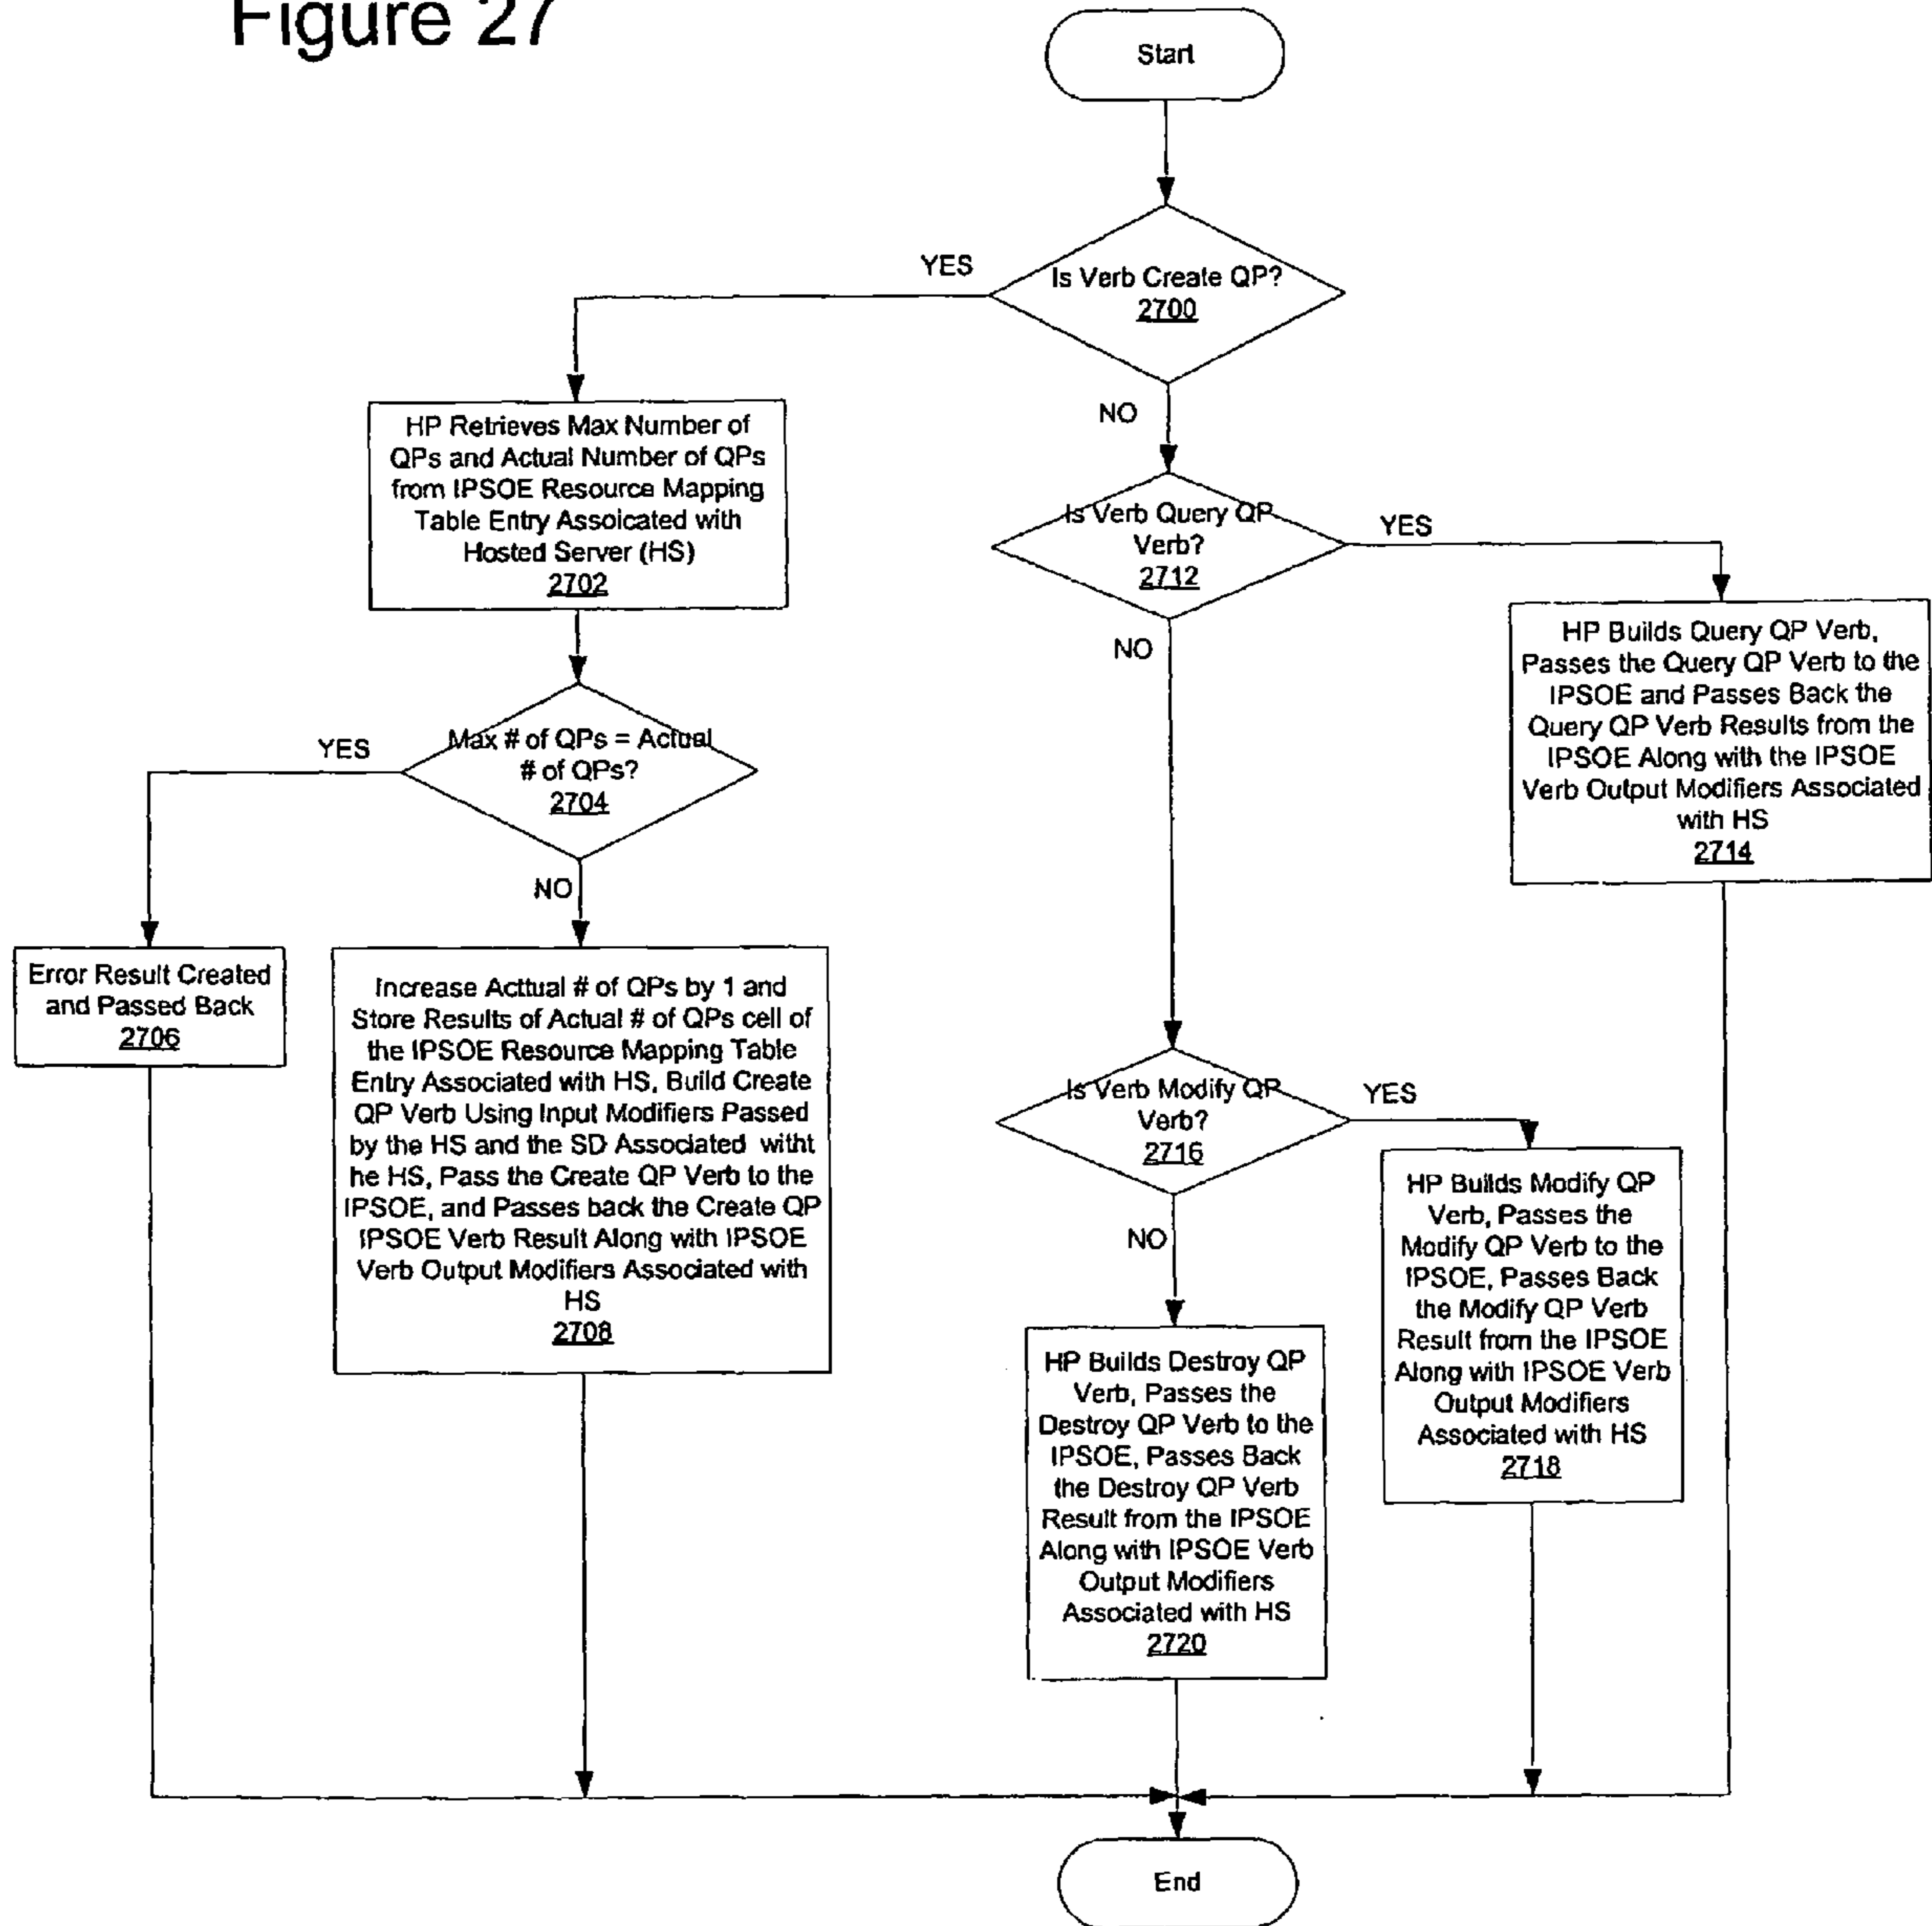 Figure 27
Start
Is Verb Create QP?
2700
YES
NO
HP Retrieves Max Number of
QPs and Actual Number of QPs
from IPSOE Resource Mapping
Table Entry Assoicated with
Hosted Server (HS)
2702
Max # of QPs = Actual
# of QPs?
2704
YES
NO
Error Result Created
and Passed Back
2706
Increase Acttual # of QPs by 1 and
Store Results of Actual # of QPs cell of
the IPSOE Resource Mapping Table
Entry Associated with HS, Build Create
QP Verb Using Input Modifiers Passed
by the HS and the SD Associated witht
he HS, Pass the Create QP Verb to the
IPSOE, and Passes back the Create QP
IPSOE Verb Result Along with IPSOE
Verb Output Modifiers Associated with
HS
2708
Is Verb Query QP
Verb?
2712
YES
NO
HP Builds Query QP Verb,
Passes the Query QP Verb to the
IPSOE and Passes Back the
Query QP Verb Results from the
IPSOE Along with the IPSOE
Verb Output Modifiers Associated
with HS
2714
Is Verb Modify QP
Verb?
2716
YES
NO
HP Builds Modify QP
Verb, Passes the
Modify QP Verb to the
IPSOE, Passes Back
the Modify QP Verb
Result from the IPSOE
Along with IPSOE Verb
Output Modifiers
Associated with HS
2718
HP Builds Destroy QP
Verb, Passes the
Destroy QP Verb to the
IPSOE, Passes Back
the Destroy QP Verb
Result from the IPSOE
Along with IPSOE Verb
Output Modifiers
Associated with HS
2720
End